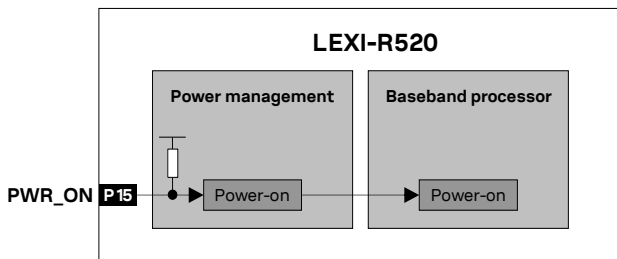 LEXI-R520
Power management
Baseband processor
PWR_ON
P15
Power-on
Power-on